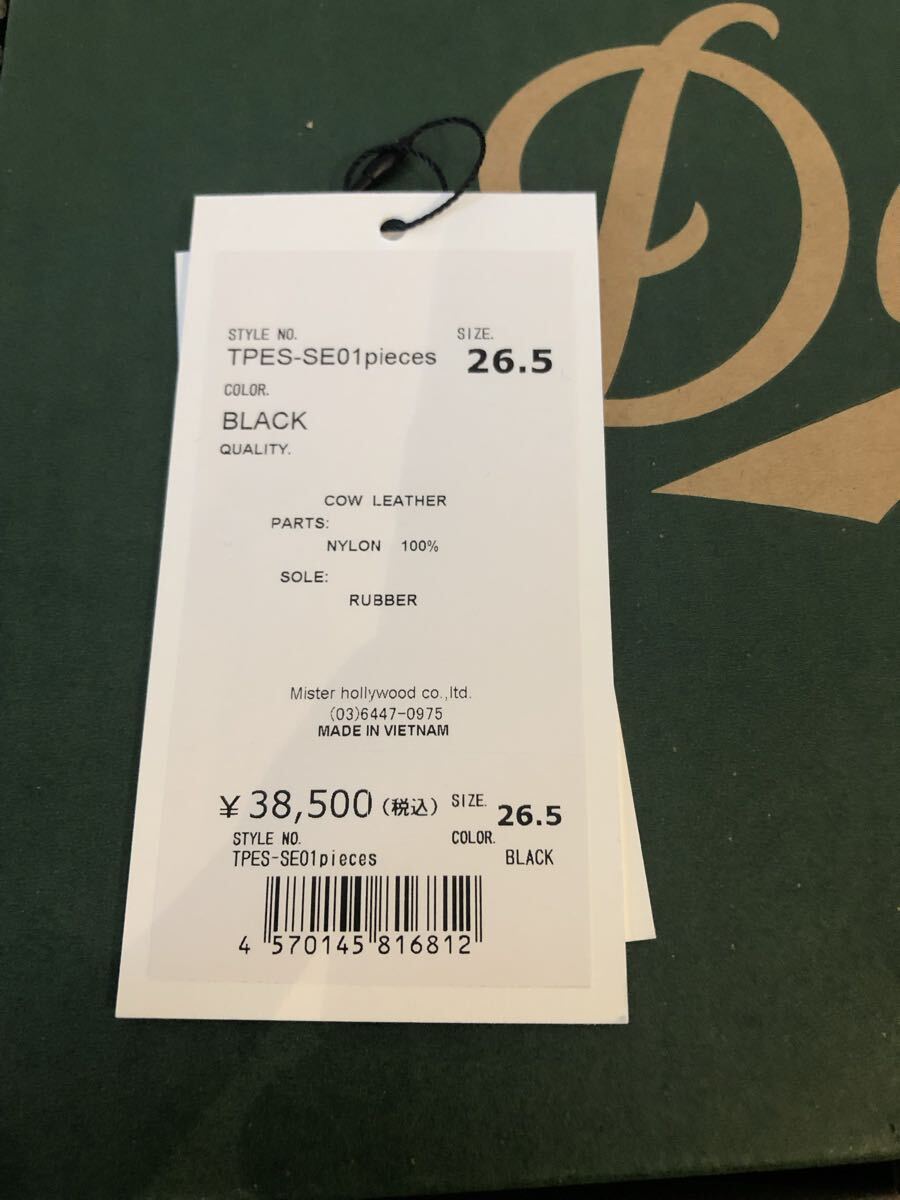 STYLE NO. SIZE.
TPES-SE01pieces 26.5
COLOR.
BLACK
QUALITY.
COW LEATHER
PARTS:
NYLON 100%
SOLE:
RUBBER
Mister hollywood co.,ltd.
(03)6447-0975
MADE IN VIETNAM
¥ 38,500 (税込) SIZE. 26.5
STYLE NO. COLOR.
TPES-SE01pieces BLACK
4 570145 816812